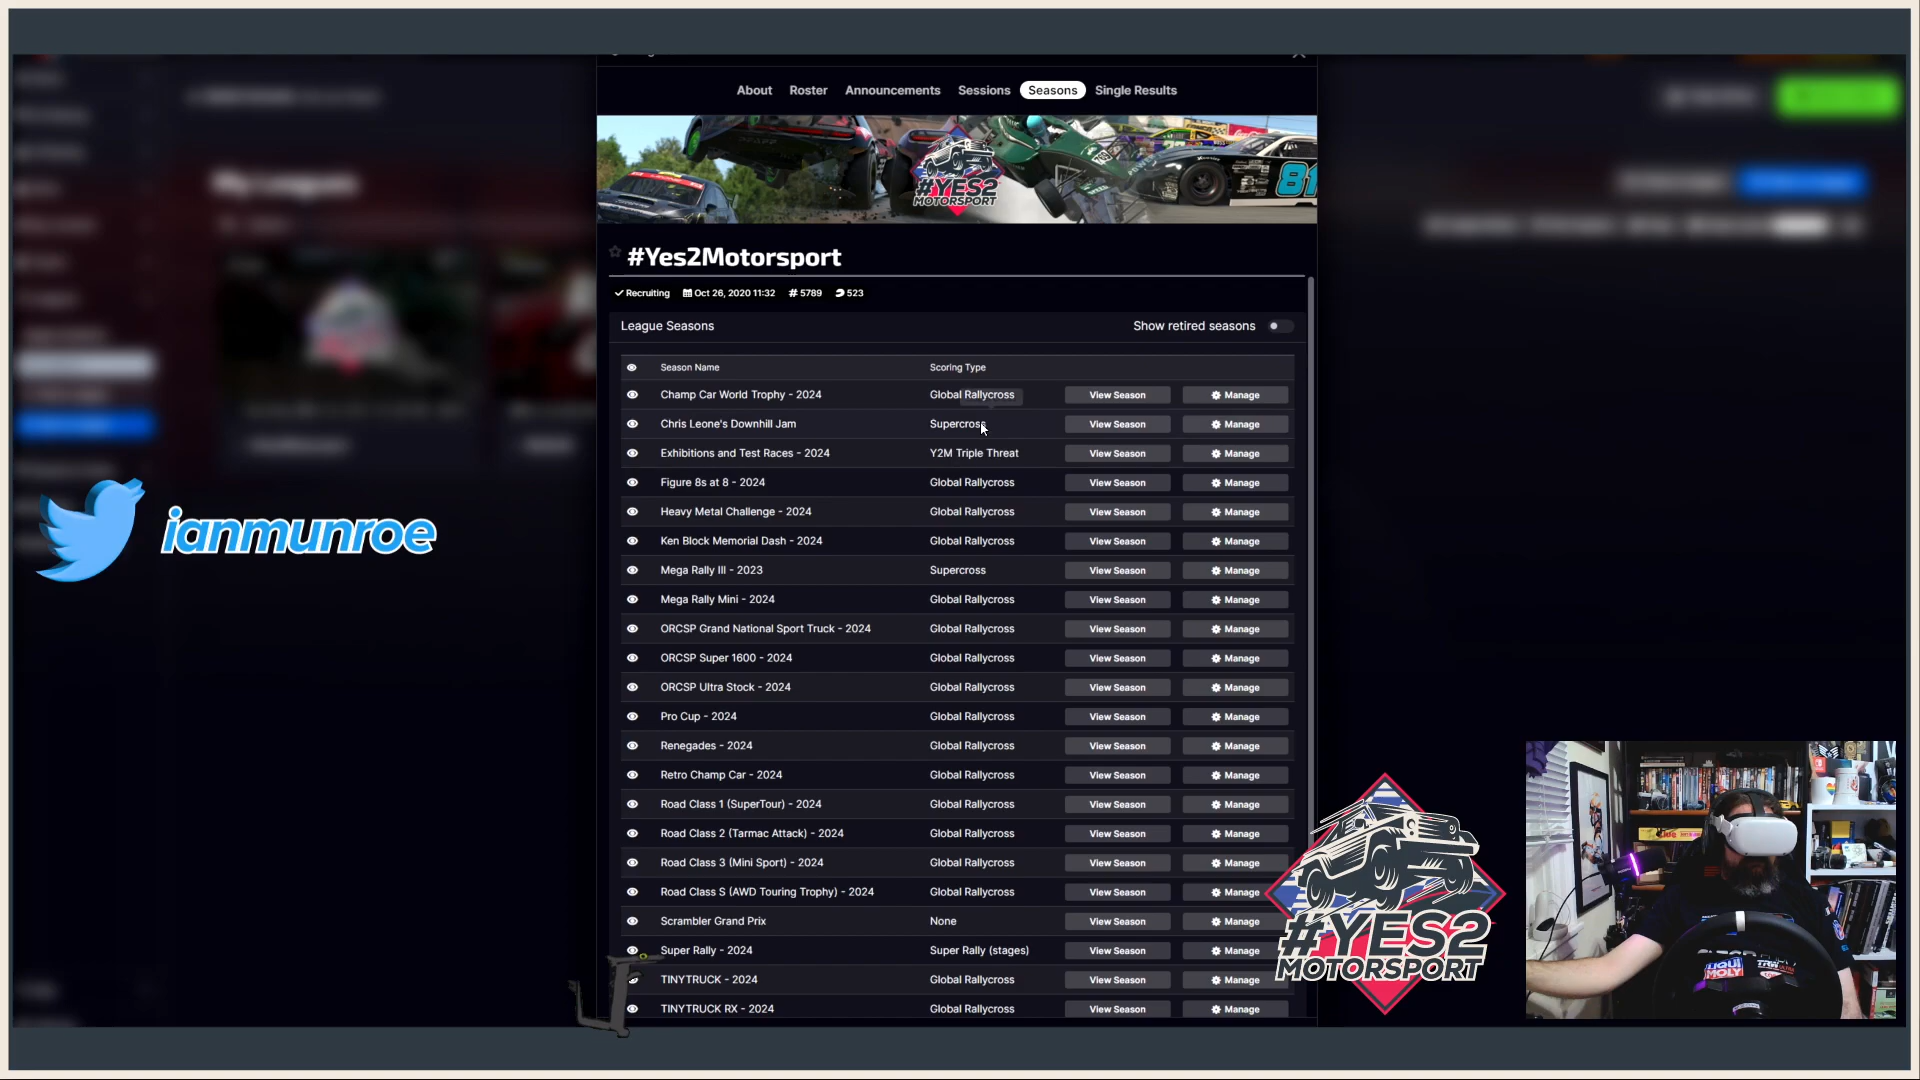 About Roster Announcements Sessions Seasons Single Results
#YES2
MOTORSPORT
81
#Yes2Motorsport
Recruiting Oct 26, 2020 11:32 # 5789 523
League Seasons Show retired seasons
Season Name Scoring Type
Champ Car World Trophy - 2024 Global Rallycross View Season Manage
Chris Leone's Downhill Jam Supercross View Season Manage
Exhibitions and Test Races - 2024 Y2M Triple Threat View Season Manage
Figure 8s at 8 - 2024 Global Rallycross View Season Manage
Heavy Metal Challenge - 2024 Global Rallycross View Season Manage
Ken Block Memorial Dash - 2024 Global Rallycross View Season Manage
Mega Rally III - 2023 Supercross View Season Manage
Mega Rally Mini - 2024 Global Rallycross View Season Manage
ORCSP Grand National Sport Truck - 2024 Global Rallycross View Season Manage
ORCSP Super 1600 - 2024 Global Rallycross View Season Manage
ORCSP Ultra Stock - 2024 Global Rallycross View Season Manage
Pro Cup - 2024 Global Rallycross View Season Manage
Renegades - 2024 Global Rallycross View Season Manage
Retro Champ Car - 2024 Global Rallycross View Season Manage
Road Class 1 (SuperTour) - 2024 Global Rallycross View Season Manage
Road Class 2 (Tarmac Attack) - 2024 Global Rallycross View Season Manage
Road Class 3 (Mini Sport) - 2024 Global Rallycross View Season Manage
Road Class S (AWD Touring Trophy) - 2024 Global Rallycross View Season Manage
Scrambler Grand Prix None View Season Manage
Super Rally - 2024 Super Rally (stages) View Season Manage
TINYTRUCK - 2024 Global Rallycross View Season Manage
TINYTRUCK RX - 2024 Global Rallycross View Season Manage
ianmunroe
My Leagues
#YES2
MOTORSPORT
LIQUI
MOLY